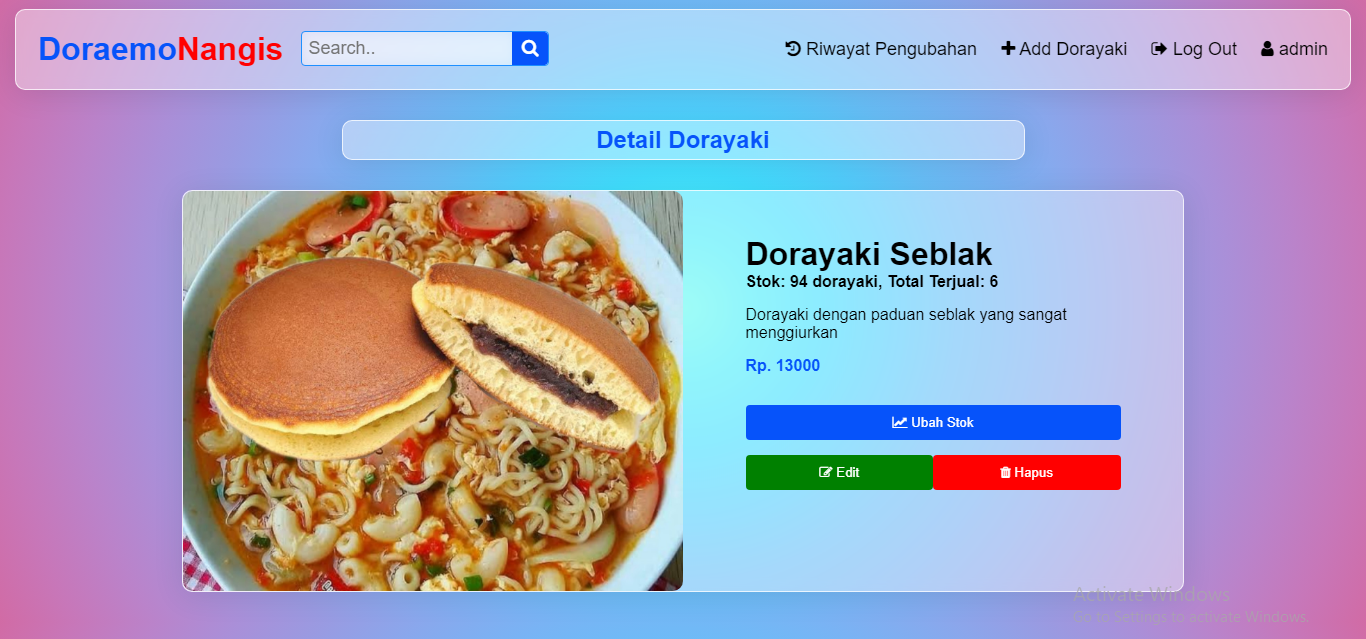 DoraemoNangis
Search..
Riwayat Pengubahan
Add Dorayaki
Log Out
admin
Detail Dorayaki
Dorayaki Seblak
Stok: 94 dorayaki, Total Terjual: 6
Dorayaki dengan paduan seblak yang sangat
menggiurkan
Rp. 13000
Ubah Stok
Edit
Hapus
Activate Windows
Go to Settings to activate Windows.